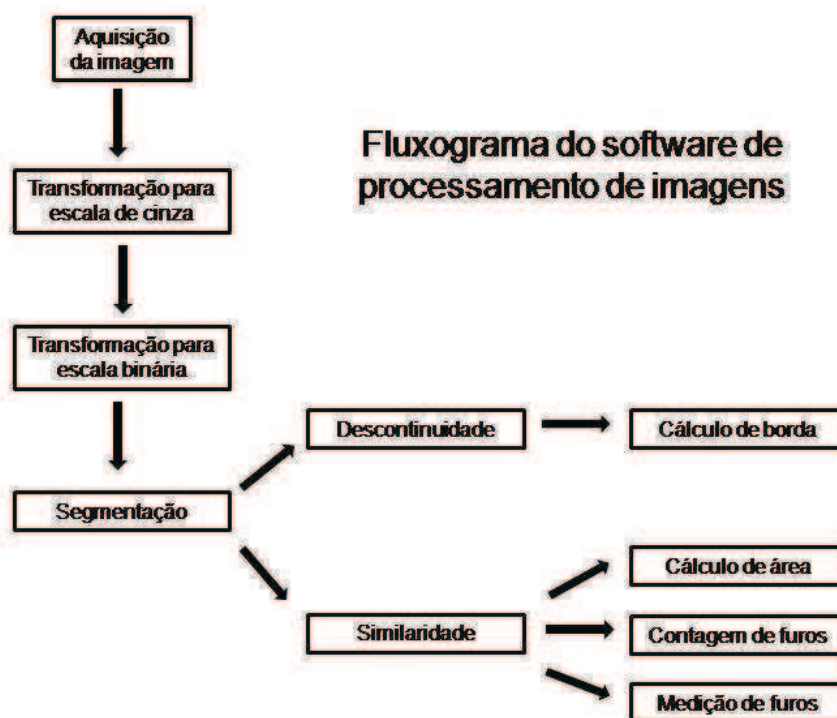 Aquisição
da imagem
Fluxograma do software de
processamento de imagens
Transformação para
escala de cinza
Transformação para
escala binária
Descontinuidade
Cálculo de borda
Segmentação
Cálculo de área
Similaridade
Contagem de furos
Medição de furos